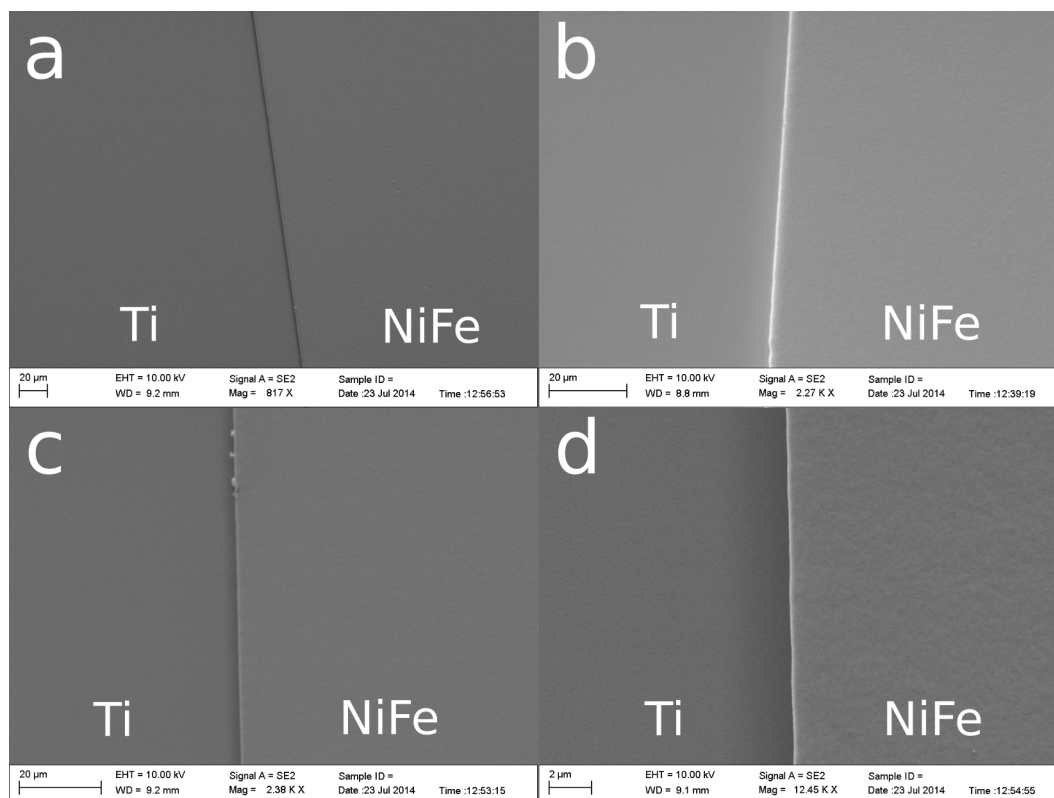 a
Ti NiFe
20 µm EHT = 10.00 kV Signal A = SE2 Sample ID =
WD = 9.2 mm Mag = 817 X Date :23 Jul 2014 Time :12:56:53
b
Ti NiFe
20 µm EHT = 10.00 kV Signal A = SE2 Sample ID =
WD = 8.8 mm Mag = 2.27 K X Date :23 Jul 2014 Time :12:39:19
c
Ti NiFe
20 µm EHT = 10.00 kV Signal A = SE2 Sample ID =
WD = 9.2 mm Mag = 2.38 K X Date :23 Jul 2014 Time :12:53:15
d
Ti NiFe
2 µm EHT = 10.00 kV Signal A = SE2 Sample ID =
WD = 9.1 mm Mag = 12.45 K X Date :23 Jul 2014 Time :12:54:55